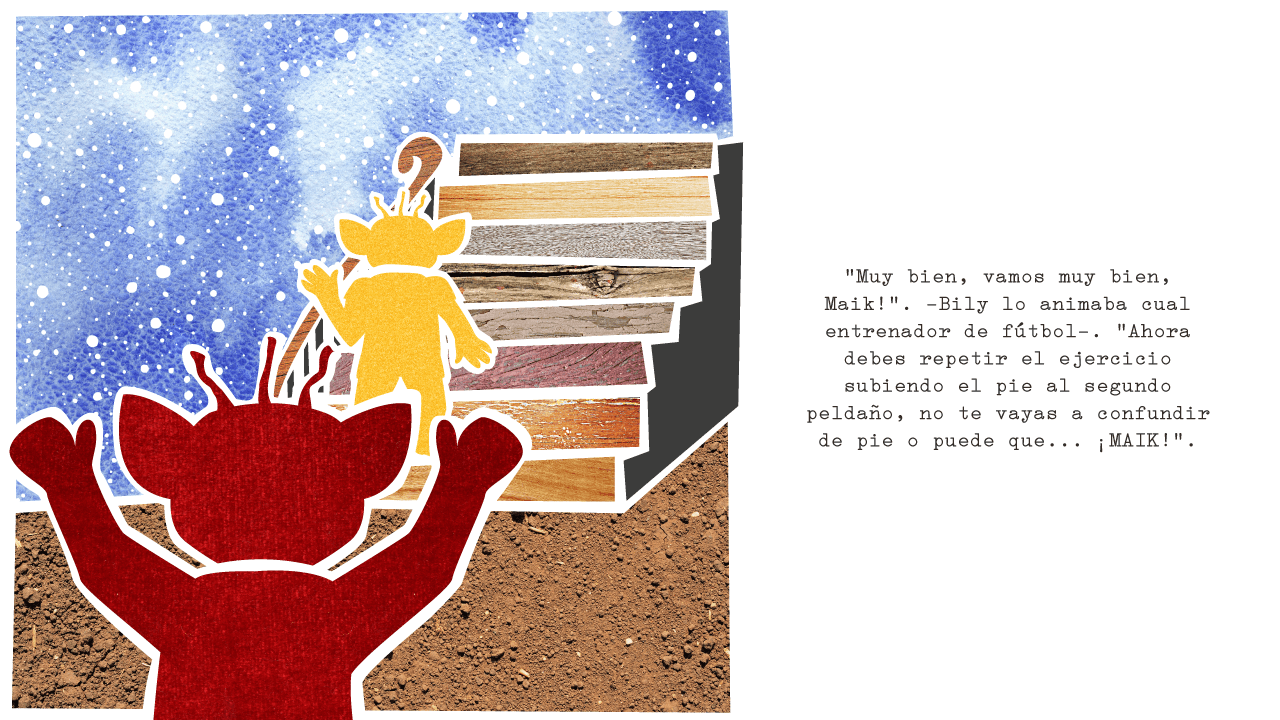 "Muy bien, vamos muy bien,
Maik!". -Bily lo animaba cual
entrenador de fútbol-. "Ahora
debes repetir el ejercicio
subiendo el pie al segundo
peldaño, no te vayas a confundir
de pie o puede que... ¡MAIK!".